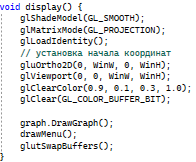 void display() {
glShadeModel(GL_SMOOTH);
glMatrixMode(GL_PROJECTION);
glLoadIdentity();
// установка начала координат
gluOrtho2D(0, WinW, 0, WinH);
glViewport(0, 0, WinW, WinH);
glClearColor(0.9, 0.1, 0.3, 1.0);
glClear(GL_COLOR_BUFFER_BIT);
graph.DrawGraph();
drawMenu();
glutSwapBuffers();
}